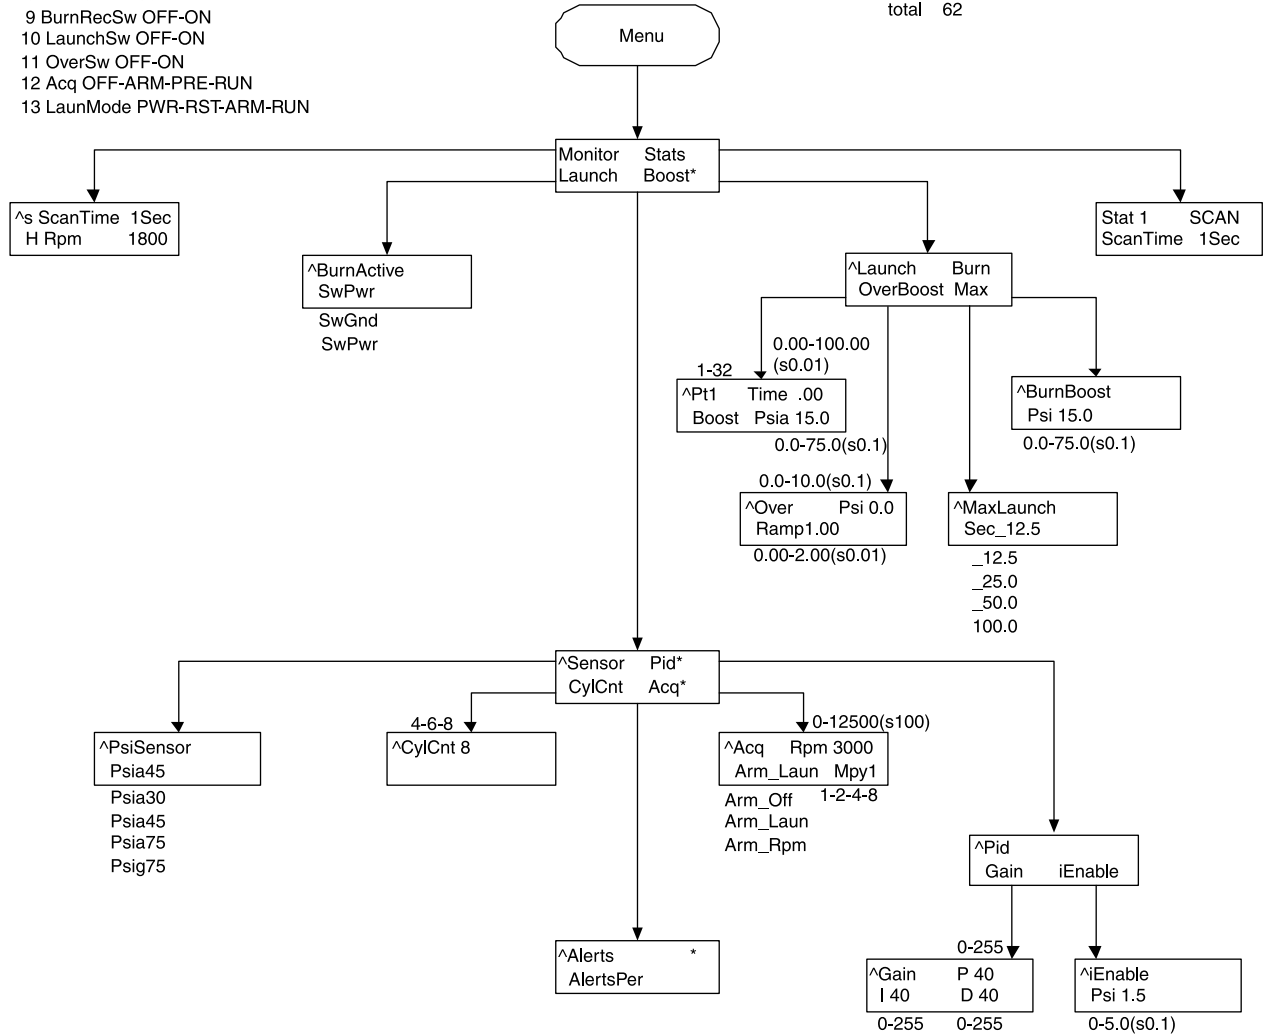 9 BurnRecSw OFF-ON
10 LaunchSw OFF-ON
11 OverSw OFF-ON
12 Acq OFF-ARM-PRE-RUN
13 LaunMode PWR-RST-ARM-RUN
total 62
Menu
Monitor Stats
Launch Boost*
^s ScanTime 1Sec
H Rpm 1800
^BurnActive
SwPwr
SwGnd
SwPwr
^Launch Burn
OverBoost Max
Stat 1 SCAN
ScanTime 1Sec
0.00-100.00
(s0.01)
1-32
^Pt1 Time .00
Boost Psia 15.0
0.0-75.0(s0.1)
^BurnBoost
Psi 15.0
0.0-75.0(s0.1)
0.0-10.0(s0.1)
^Over Psi 0.0
Ramp1.00
0.00-2.00(s0.01)
^MaxLaunch
Sec_12.5
_12.5
_25.0
_50.0
100.0
^Sensor Pid*
CylCnt Acq*
^PsiSensor
Psia45
Psia30
Psia45
Psia75
Psig75
4-6-8
^CylCnt 8
0-12500(s100)
^Acq Rpm 3000
Arm_Laun Mpy1
1-2-4-8
Arm_Off
Arm_Laun
Arm_Rpm
^Pid
Gain iEnable
^Alerts *
AlertsPer
0-255
^Gain P 40
I 40 D 40
0-255 0-255
^iEnable
Psi 1.5
0-5.0(s0.1)